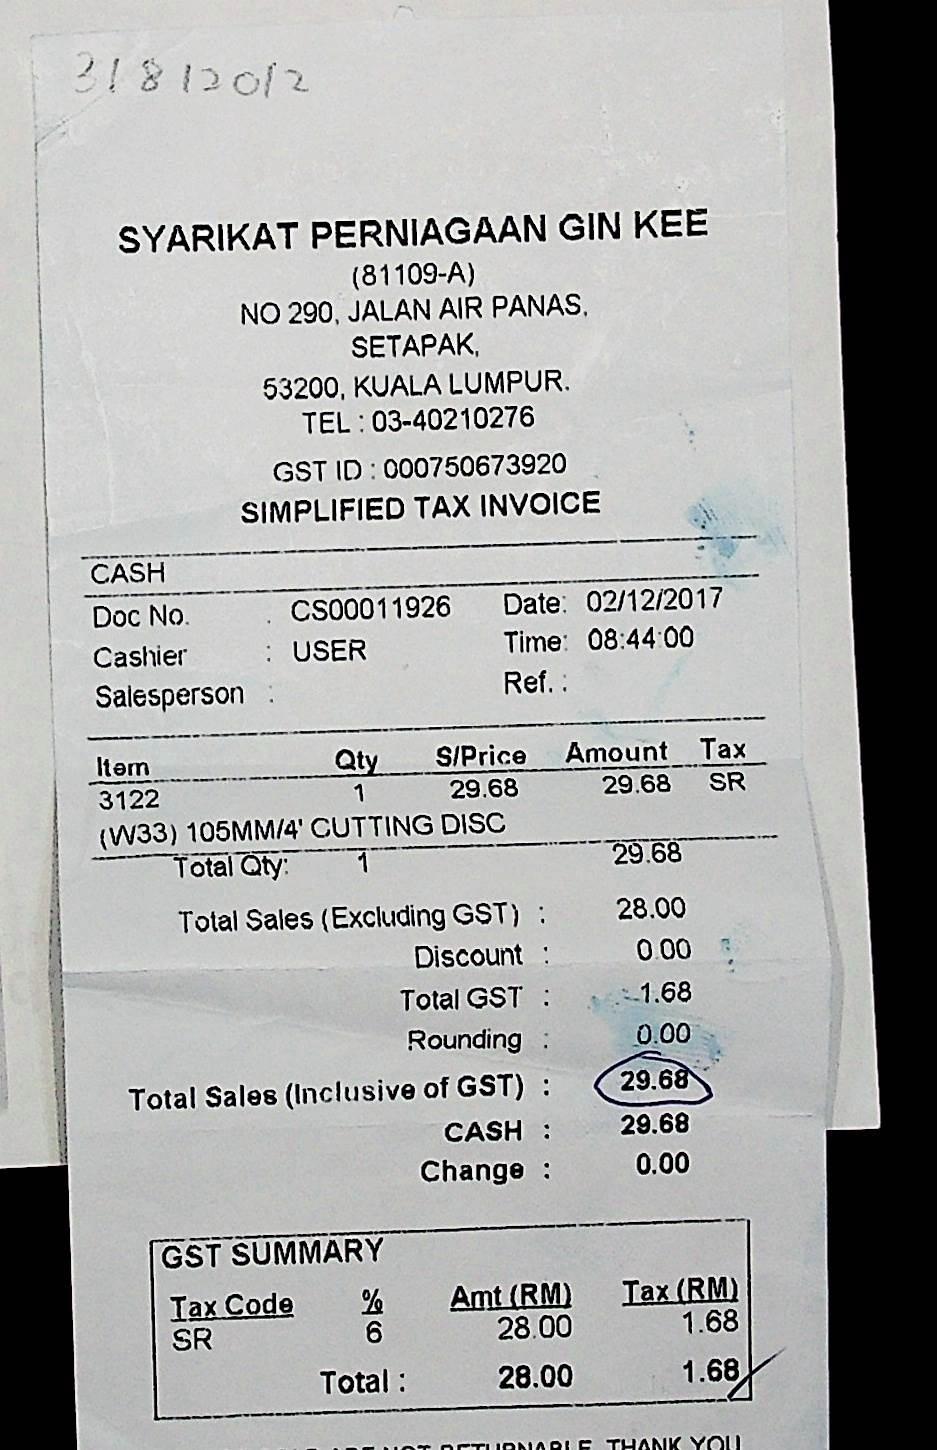 31812012
SYARIKAT PERNIAGAAN GIN KEE
(81109-A)
NO 290, JALAN AIR PANAS,
SETAPAK,
53200, KUALA LUMPUR.
TEL : 03-40210276
GST ID : 000750673920
SIMPLIFIED TAX INVOICE
CASH
Doc No. : CS00011926 Date: 02/12/2017
Cashier : USER Time: 08:44:00
Salesperson : Ref. :
Item Qty S/Price Amount Tax
3122 1 29.68 29.68 SR
(W33) 105MM/4' CUTTING DISC
Total Qty: 1 29.68
Total Sales (Excluding GST) : 28.00
Discount : 0.00
Total GST : 1.68
Rounding : 0.00
Total Sales (Inclusive of GST) : 29.68
CASH : 29.68
Change : 0.00
GST SUMMARY
Tax Code % Amt (RM) Tax (RM)
SR 6 28.00 1.68
Total : 28.00 1.68
ARE NOT RETURNABLE. THANK YOU